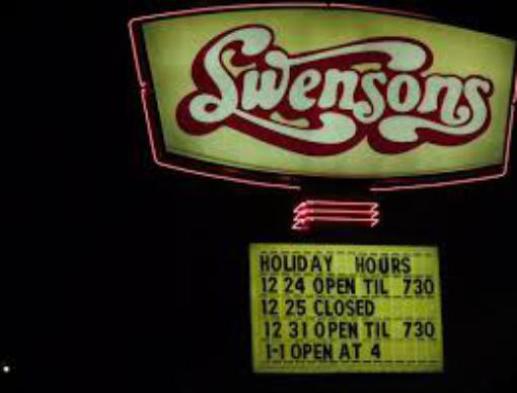 Swensons
HOLIDAY HOURS
12 24 OPEN TIL 730
12 25 CLOSED
12 31 OPEN TIL 730
1-1 OPEN AT 4